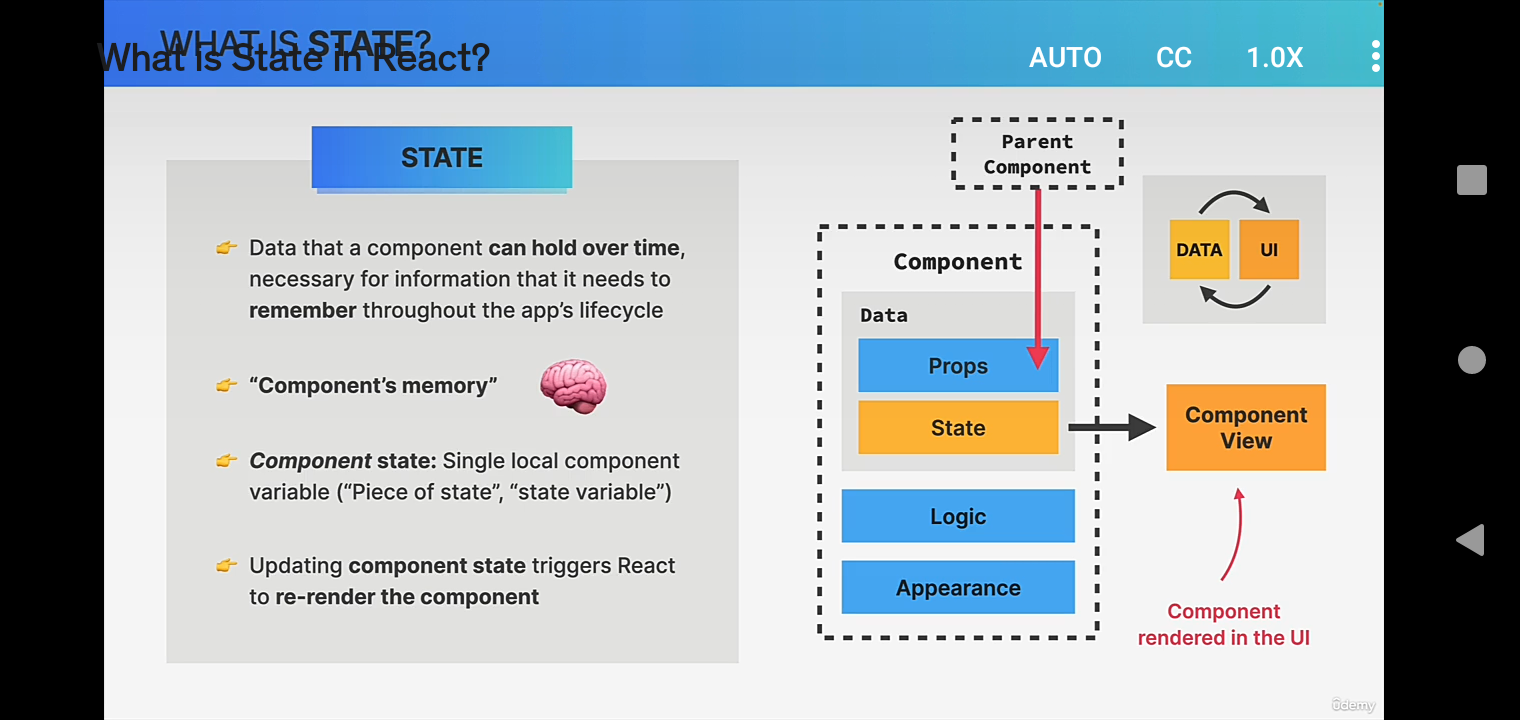 WHAT IS STATE?
What is State in React?
AUTO CC 1.0X
STATE
Data that a component can hold over time,
necessary for information that it needs to
remember throughout the app’s lifecycle
“Component’s memory”
Component state: Single local component
variable (“Piece of state”, “state variable”)
Updating component state triggers React
to re-render the component
Parent
Component
Component
Data
Props
State
Logic
Appearance
DATA UI
Component
View
Component
rendered in the UI
ûdemy